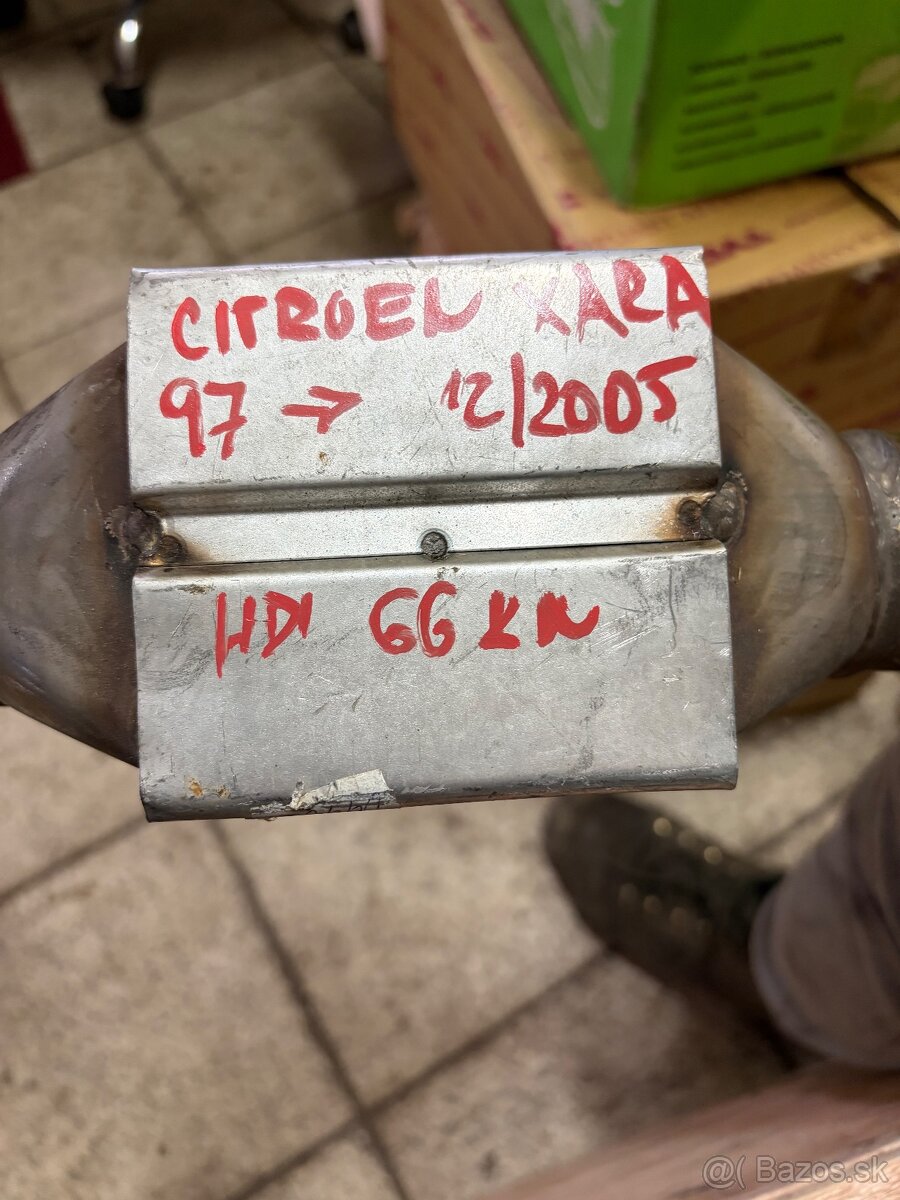 CITROEN XARA
97 → 12/2005
HDI 66 KW
@( Bazos.sk